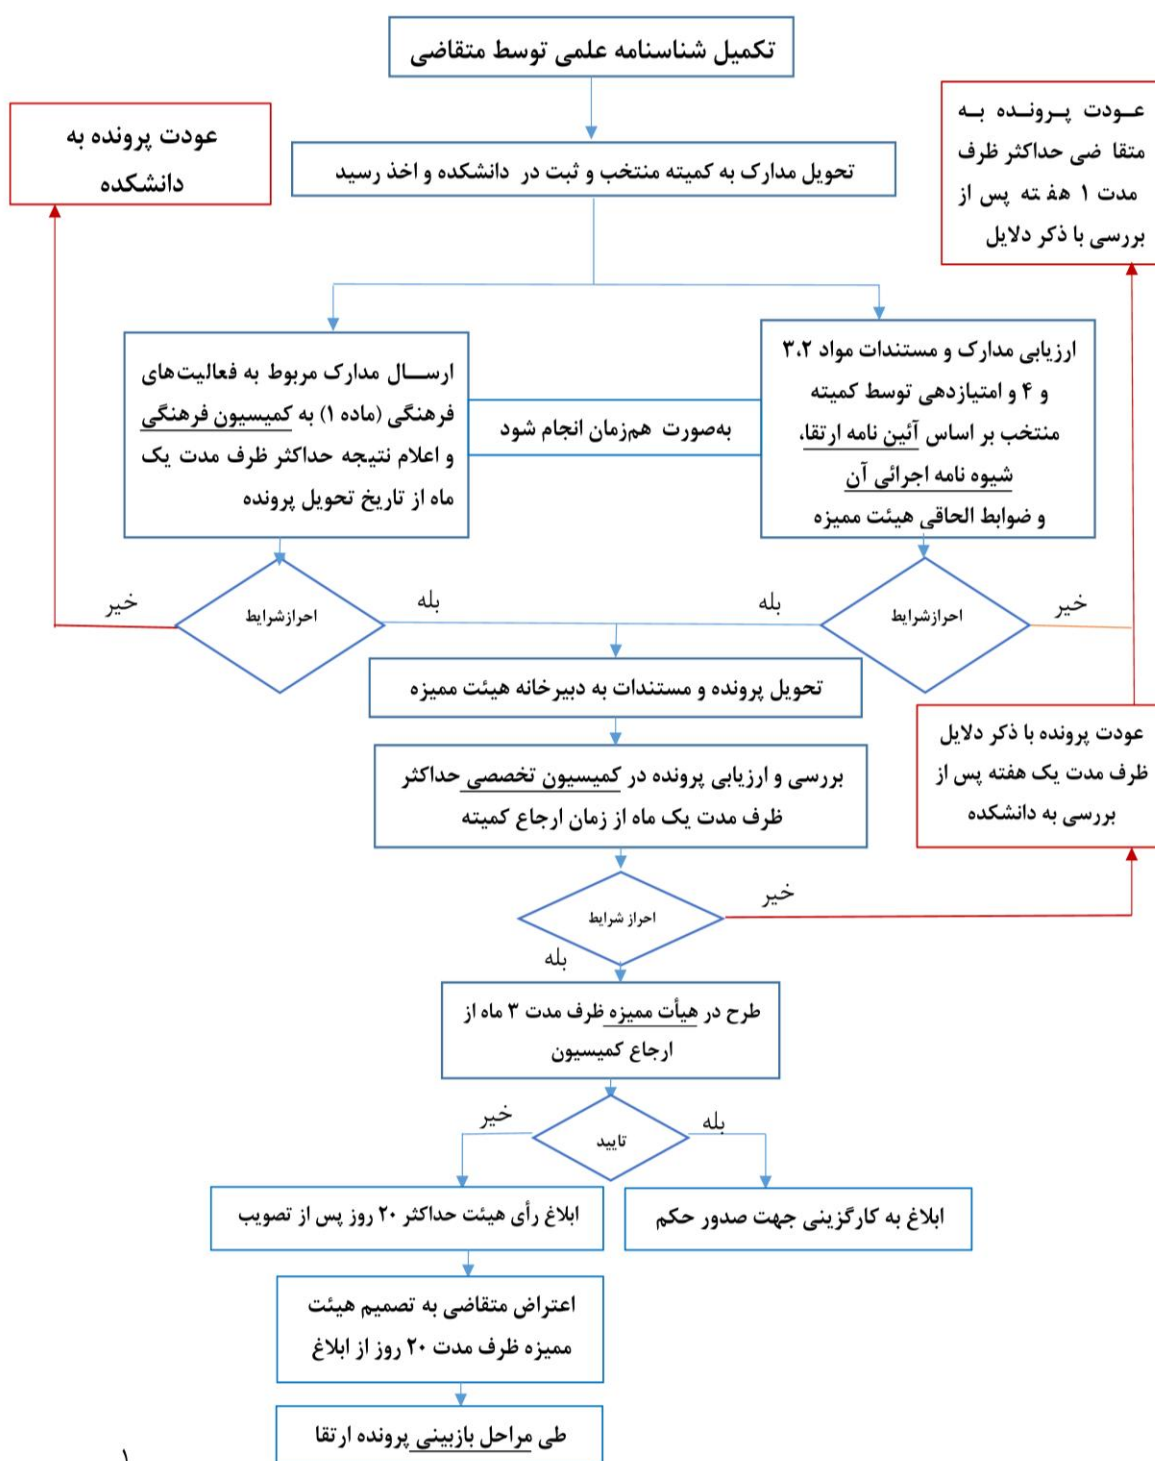 تکمیل شناسنامه علمی توسط متقاضی
عودت پرونده به
دانشکده
عـودت پـرونـده بـه
متقا ضی حداکثر ظرف
مدت ۱ هفته پس از
بررسی با ذکر دلایل
تحویل مدارک به کمیته منتخب و ثبت در دانشکده و اخذ رسید
ارزیابی مدارک و مستندات مواد ۳،۲
و ۴ و امتیازدهی توسط کمیته
منتخب بر اساس آئین نامه ارتقا،
شیوه نامه اجرائی آن
و ضوابط الحاقی هیئت ممیزه
به‌صورت هم‌زمان انجام شود
ارســال مدارک مربوط به فعالیت‌های
فرهنگی (ماده ۱) به کمیسیون فرهنگی
و اعلام نتیجه حداکثر ظرف مدت یک
ماه از تاریخ تحویل پرونده
خیر
احرازشرایط
بله
بله
احرازشرایط
خیر
تحویل پرونده و مستندات به دبیرخانه هیئت ممیزه
عودت پرونده با ذکر دلایل
ظرف مدت یک هفته پس از
بررسی به دانشکده
بررسی و ارزیابی پرونده در کمیسیون تخصصی حداکثر
ظرف مدت یک ماه از زمان ارجاع کمیته
خیر
احراز شرایط
بله
طرح در هیأت ممیزه ظرف مدت ۳ ماه از
ارجاع کمیسیون
بله
تایید
خیر
ابلاغ به کارگزینی جهت صدور حکم
ابلاغ رأی هیئت حداکثر ۲۰ روز پس از تصویب
اعتراض متقاضی به تصمیم هیئت
ممیزه ظرف مدت ۲۰ روز از ابلاغ
طی مراحل بازبینی پرونده ارتقا
۱